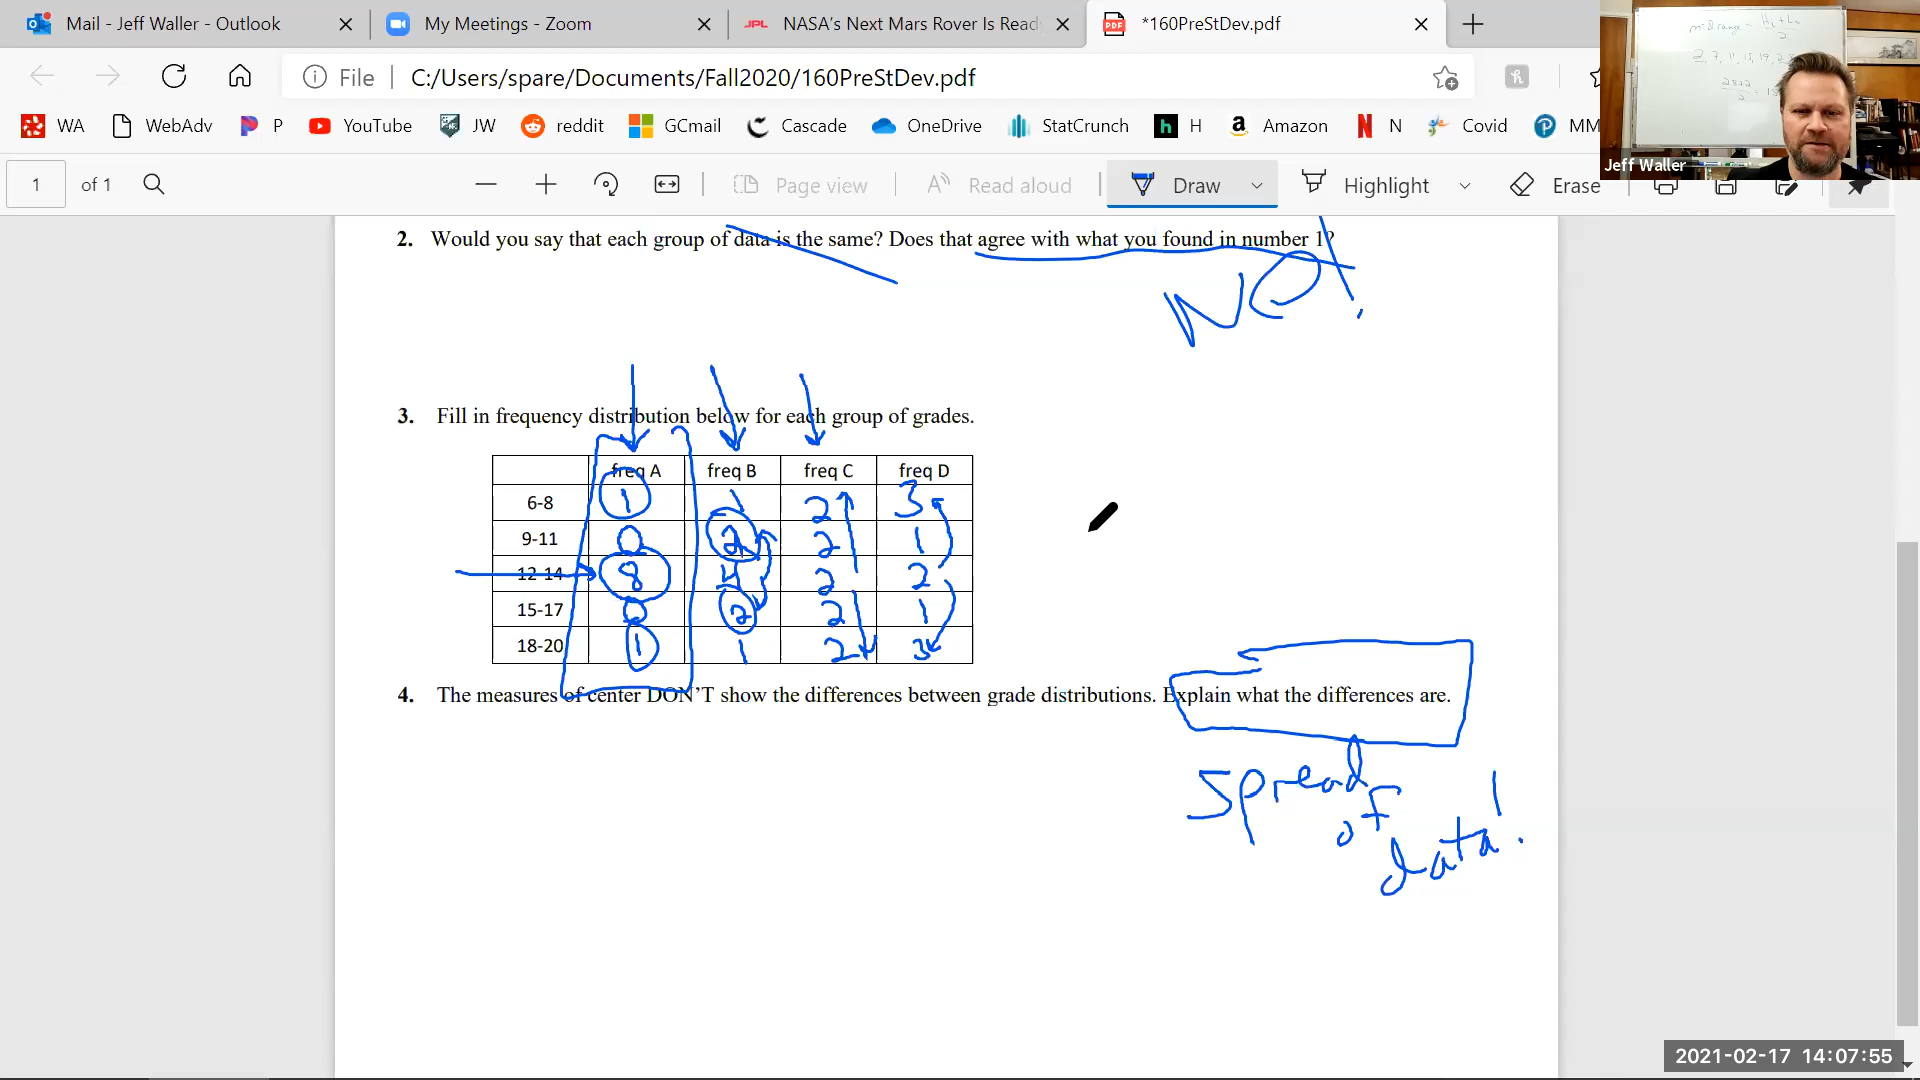 Mail - Jeff Waller - Outlook
My Meetings - Zoom
JPL NASA's Next Mars Rover Is Read
PDF *160PreStDev.pdf
File C:/Users/spare/Documents/Fall2020/160PreStDev.pdf
WA WebAdv P YouTube JW reddit GCmail Cascade OneDrive StatCrunch h H a Amazon N N Covid MM
1 of 1 Page view Read aloud Draw Highlight Erase
midrange = Hi + Lo
2
Jeff Waller
2. Would you say that each group of data is the same? Does that agree with what you found in number 1?
NO!
3. Fill in frequency distribution below for each group of grades.
freq A freq B freq C freq D
6-8 1 1 2 3
9-11 0 2 2 1
12-14 8 4 2 2
15-17 0 2 2 1
18-20 1 1 2 3
4. The measures of center DON'T show the differences between grade distributions. Explain what the differences are.
Spread
of
data!
2021-02-17 14:07:55